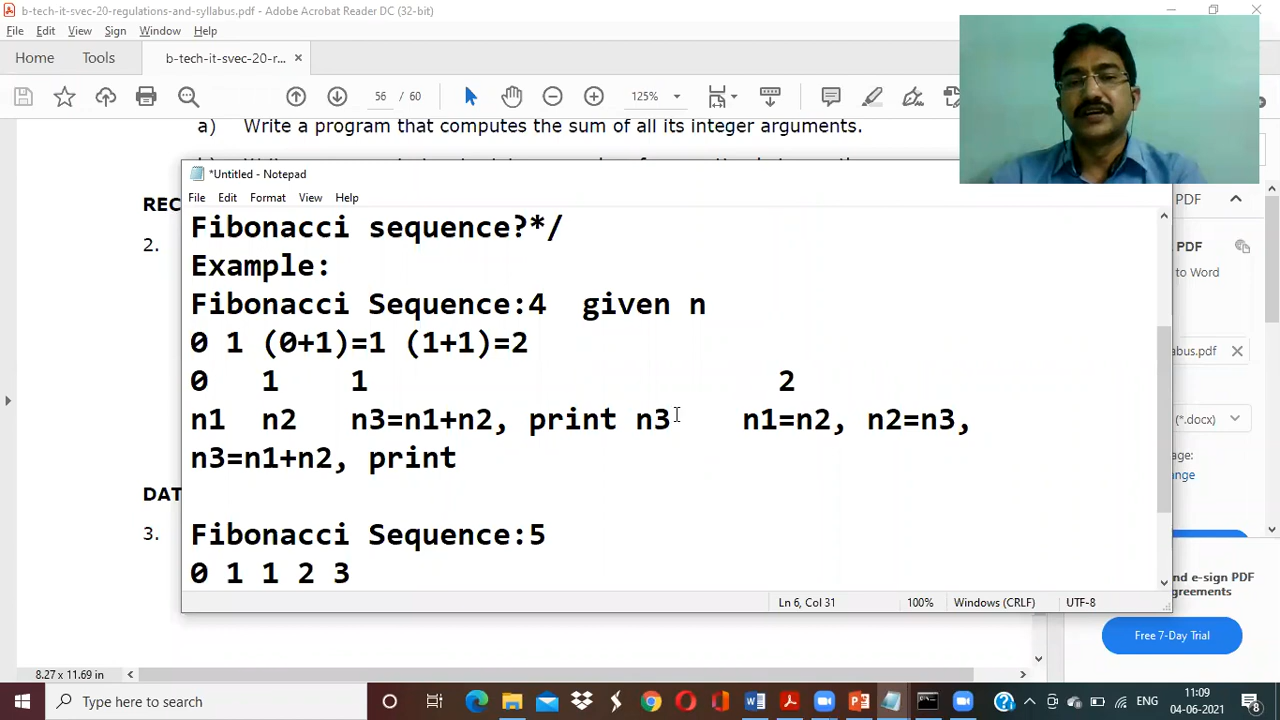 b-tech-it-svec-20-regulations-and-syllabus.pdf - Adobe Acrobat Reader DC (32-bit)
File Edit View Sign Window Help
Home Tools b-tech-it-svec-20-r... ×
56 / 60 125%
a) Write a program that computes the sum of all its integer arguments.
REC
2.
DAT
3.
*Untitled - Notepad
File Edit Format View Help
Fibonacci sequence?*/
Example:
Fibonacci Sequence:4 given n
0 1 (0+1)=1 (1+1)=2
0 1 1 2
n1 n2 n3=n1+n2, print n3 n1=n2, n2=n3,
n3=n1+n2, print
Fibonacci Sequence:5
0 1 1 2 3
Ln 6, Col 31 100% Windows (CRLF) UTF-8
PDF
PDF
to Word
abus.pdf
(*.docx)
age:
nge
nd e-sign PDF
greements
Free 7-Day Trial
8.27 x 11.69 in
Type here to search
ENG
11:09
04-06-2021
8